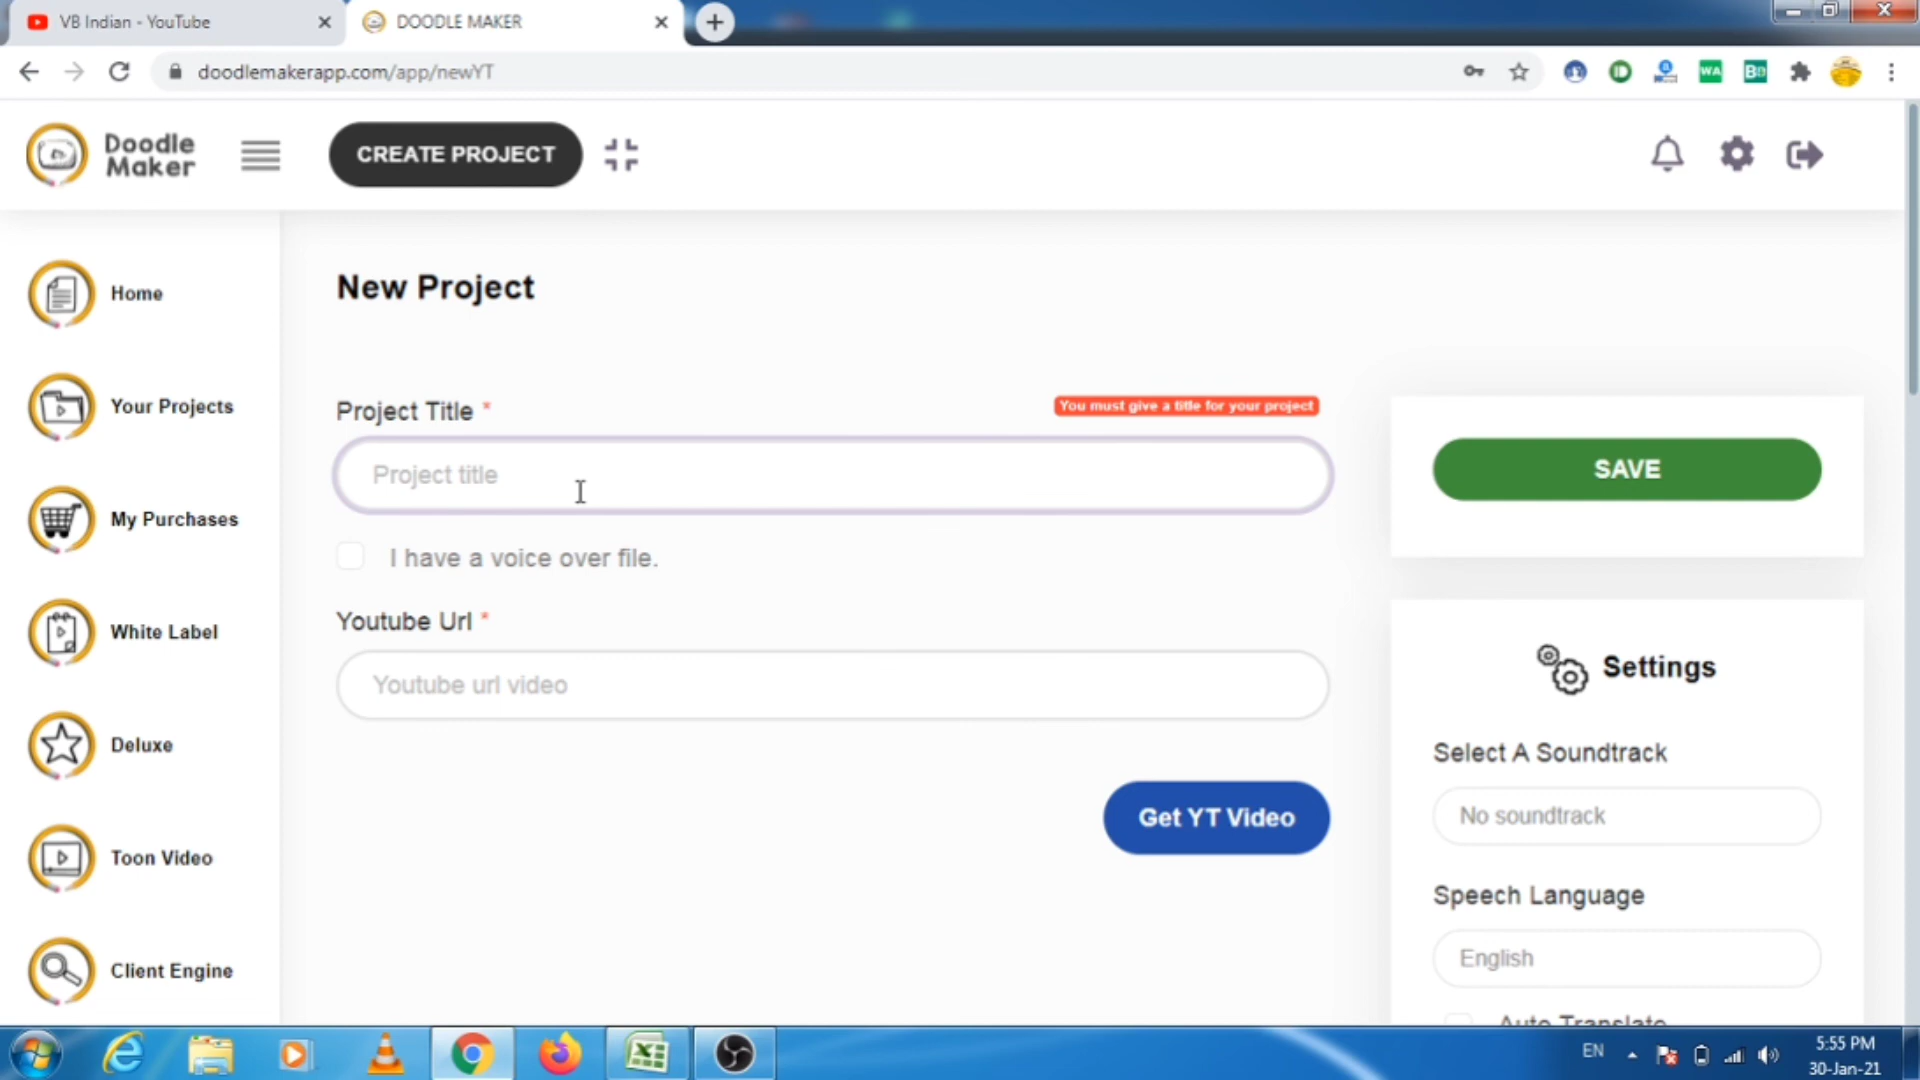 VB Indian - YouTube
DOODLE MAKER
doodlemakerapp.com/app/newYT
WA
Doodle
Maker
CREATE PROJECT
Home
Your Projects
My Purchases
White Label
Deluxe
Toon Video
Client Engine
New Project
Project Title *
You must give a title for your project
Project title
I have a voice over file.
Youtube Url *
Youtube url video
Get YT Video
SAVE
Settings
Select A Soundtrack
No soundtrack
Speech Language
English
Auto Translate
EN
5:55 PM
30-Jan-21